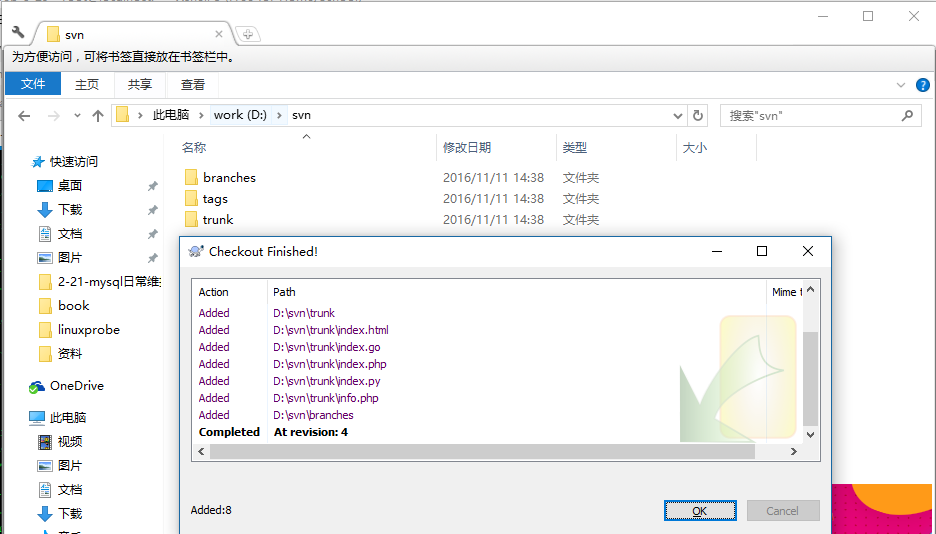 svn
为方便访问，可将书签直接放在书签栏中。
文件 主页 共享 查看
此电脑 work (D:) svn 搜索"svn"
名称 修改日期 类型 大小
快速访问
桌面
下载
文档
图片
2-21-mysql日常维
book
linuxprobe
资料
OneDrive
此电脑
视频
图片
文档
下载
branches 2016/11/11 14:38 文件夹
tags 2016/11/11 14:38 文件夹
trunk 2016/11/11 14:38 文件夹
Checkout Finished!
Action Path Mime t
Added D:\svn\trunk
Added D:\svn\trunk\index.html
Added D:\svn\trunk\index.go
Added D:\svn\trunk\index.php
Added D:\svn\trunk\index.py
Added D:\svn\trunk\info.php
Added D:\svn\branches
Completed At revision: 4
Added:8
OK Cancel